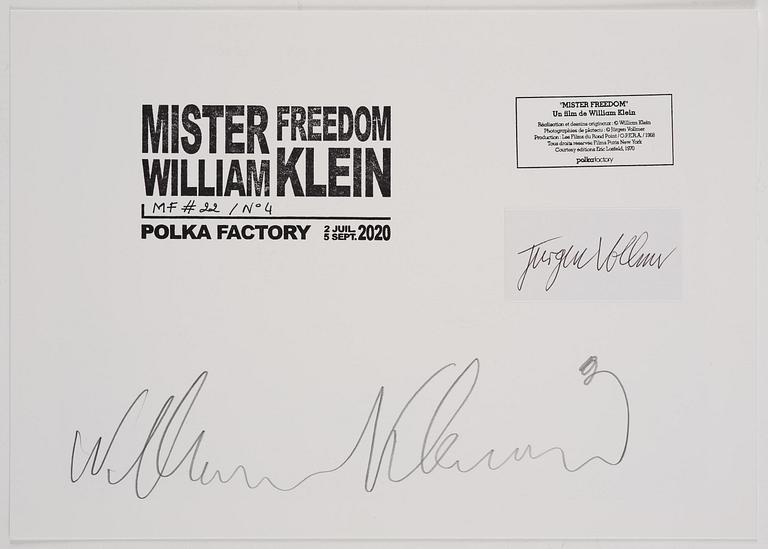 MISTER FREEDOM
WILLIAM KLEIN
MF # 22 / N° 4
POLKA FACTORY 2 JUIL. 5 SEPT. 2020
"MISTER FREEDOM"
Un film de William Klein
Réalisation et dessins originaux : © William Klein
Photographies de plateau : © Jürgen Vollmer
Production : Les Films du Rond Point / O.P.E.R.A. / 1968
Tous droits réservés Films Paris New York
Courtesy éditions Eric Losfeld, 1970
polkafactory
Jürgen Vollmer
William Klein